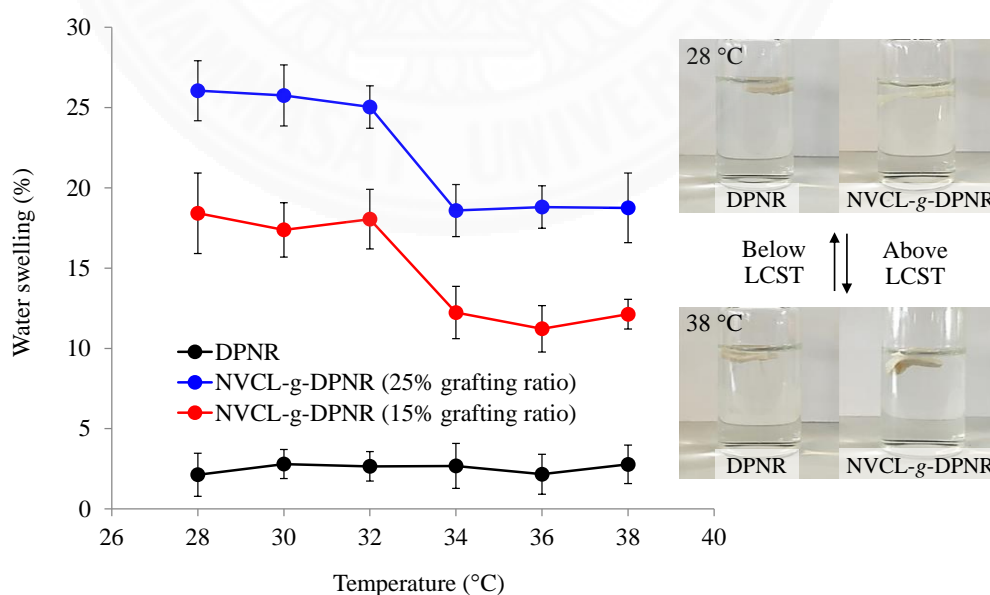 30
25
20
15
10
5
0
Water swelling (%)
DPNR
NVCL-g-DPNR (25% grafting ratio)
NVCL-g-DPNR (15% grafting ratio)
26 28 30 32 34 36 38 40
Temperature (°C)
28 °C
DPNR NVCL-g-DPNR
Below LCST
Above LCST
38 °C
DPNR NVCL-g-DPNR